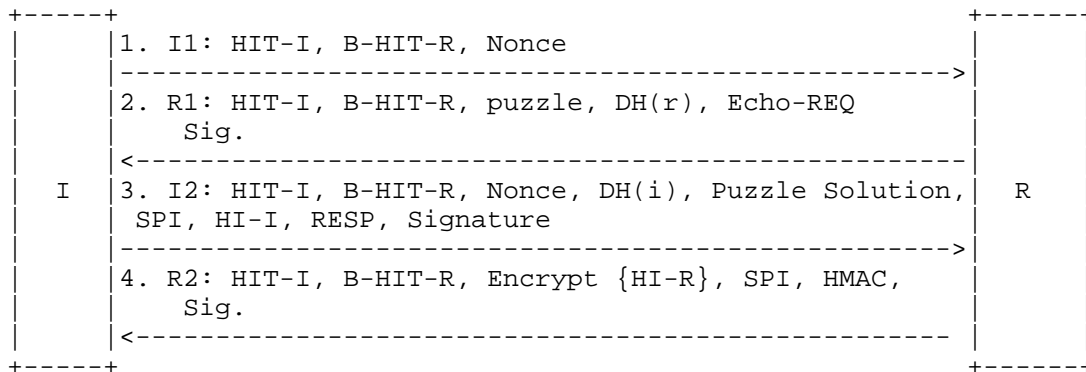 1. I1: HIT-I, B-HIT-R, Nonce
2. R1: HIT-I, B-HIT-R, puzzle, DH(r), Echo-REQ
Sig.
I 3. I2: HIT-I, B-HIT-R, Nonce, DH(i), Puzzle Solution, R
SPI, HI-I, RESP, Signature
4. R2: HIT-I, B-HIT-R, Encrypt {HI-R}, SPI, HMAC,
Sig.